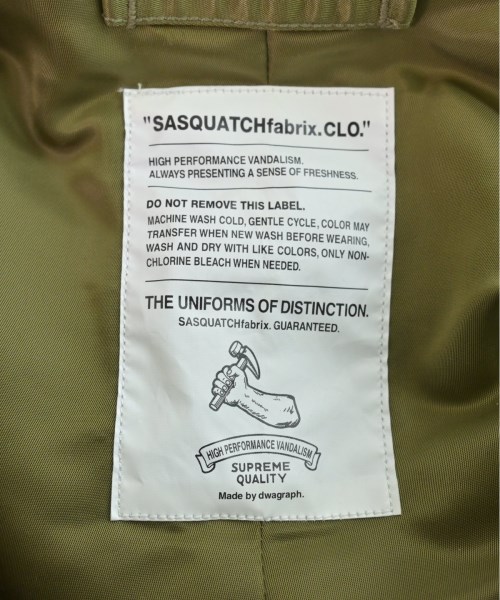 "SASQUATCHfabrix.CLO."
HIGH PERFORMANCE VANDALISM.
ALWAYS PRESENTING A SENSE OF FRESHNESS.
DO NOT REMOVE THIS LABEL.
MACHINE WASH COLD, GENTLE CYCLE, COLOR MAY
TRANSFER WHEN NEW WASH BEFORE WEARING,
WASH AND DRY WITH LIKE COLORS, ONLY NON-
CHLORINE BLEACH WHEN NEEDED.
THE UNIFORMS OF DISTINCTION.
SASQUATCHfabrix. GUARANTEED.
HIGH PERFORMANCE VANDALISM
SUPREME
QUALITY
Made by dwagraph.